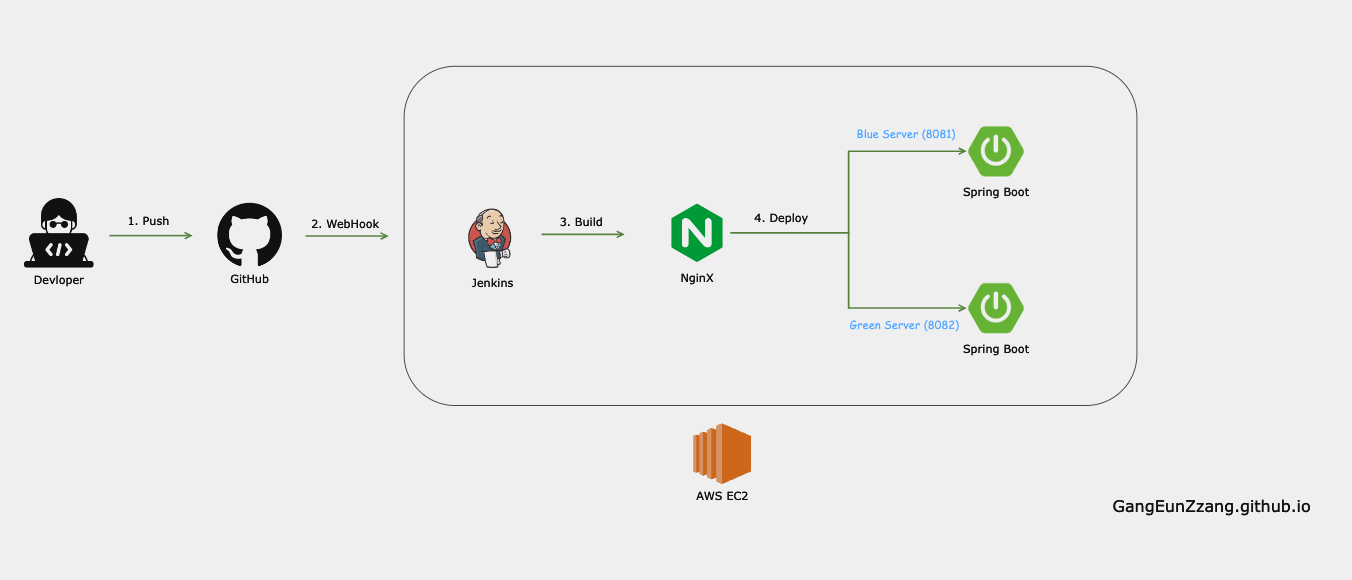 1. Push
Devloper
GitHub
2. WebHook
Jenkins
3. Build
NginX
4. Deploy
Blue Server (8081)
Spring Boot
Green Server (8082)
Spring Boot
AWS EC2
GangEunZzang.github.io